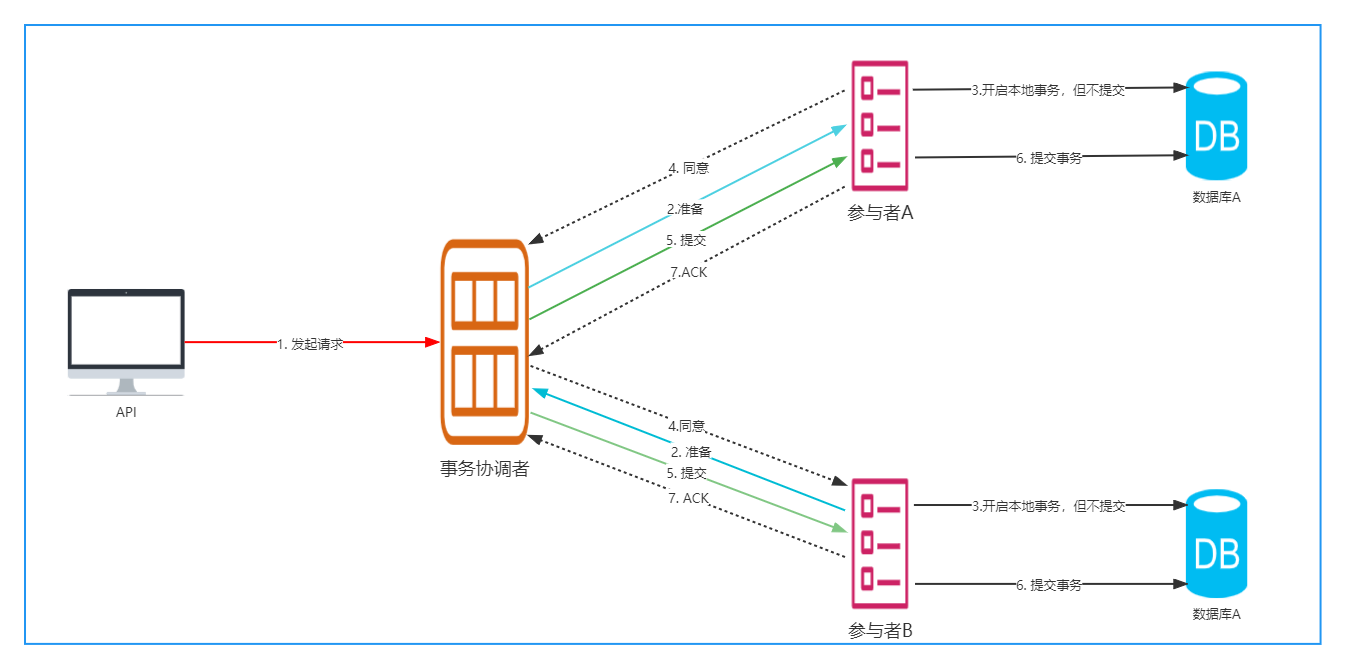 3.开启本地事务，但不提交
DB
4. 同意
6. 提交事务
2.准备
数据库A
参与者A
5. 提交
7.ACK
1. 发起请求
API
4.同意
2. 准备
事务协调者
5. 提交
7. ACK
3.开启本地事务，但不提交
DB
6. 提交事务
数据库A
参与者B